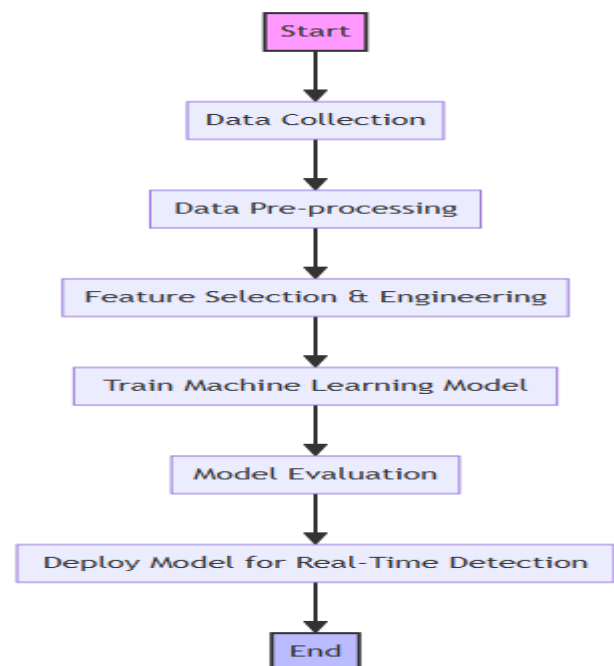 Start
Data Collection
Data Pre-processing
Feature Selection & Engineering
Train Machine Learning Model
Model Evaluation
Deploy Model for Real-Time Detection
End